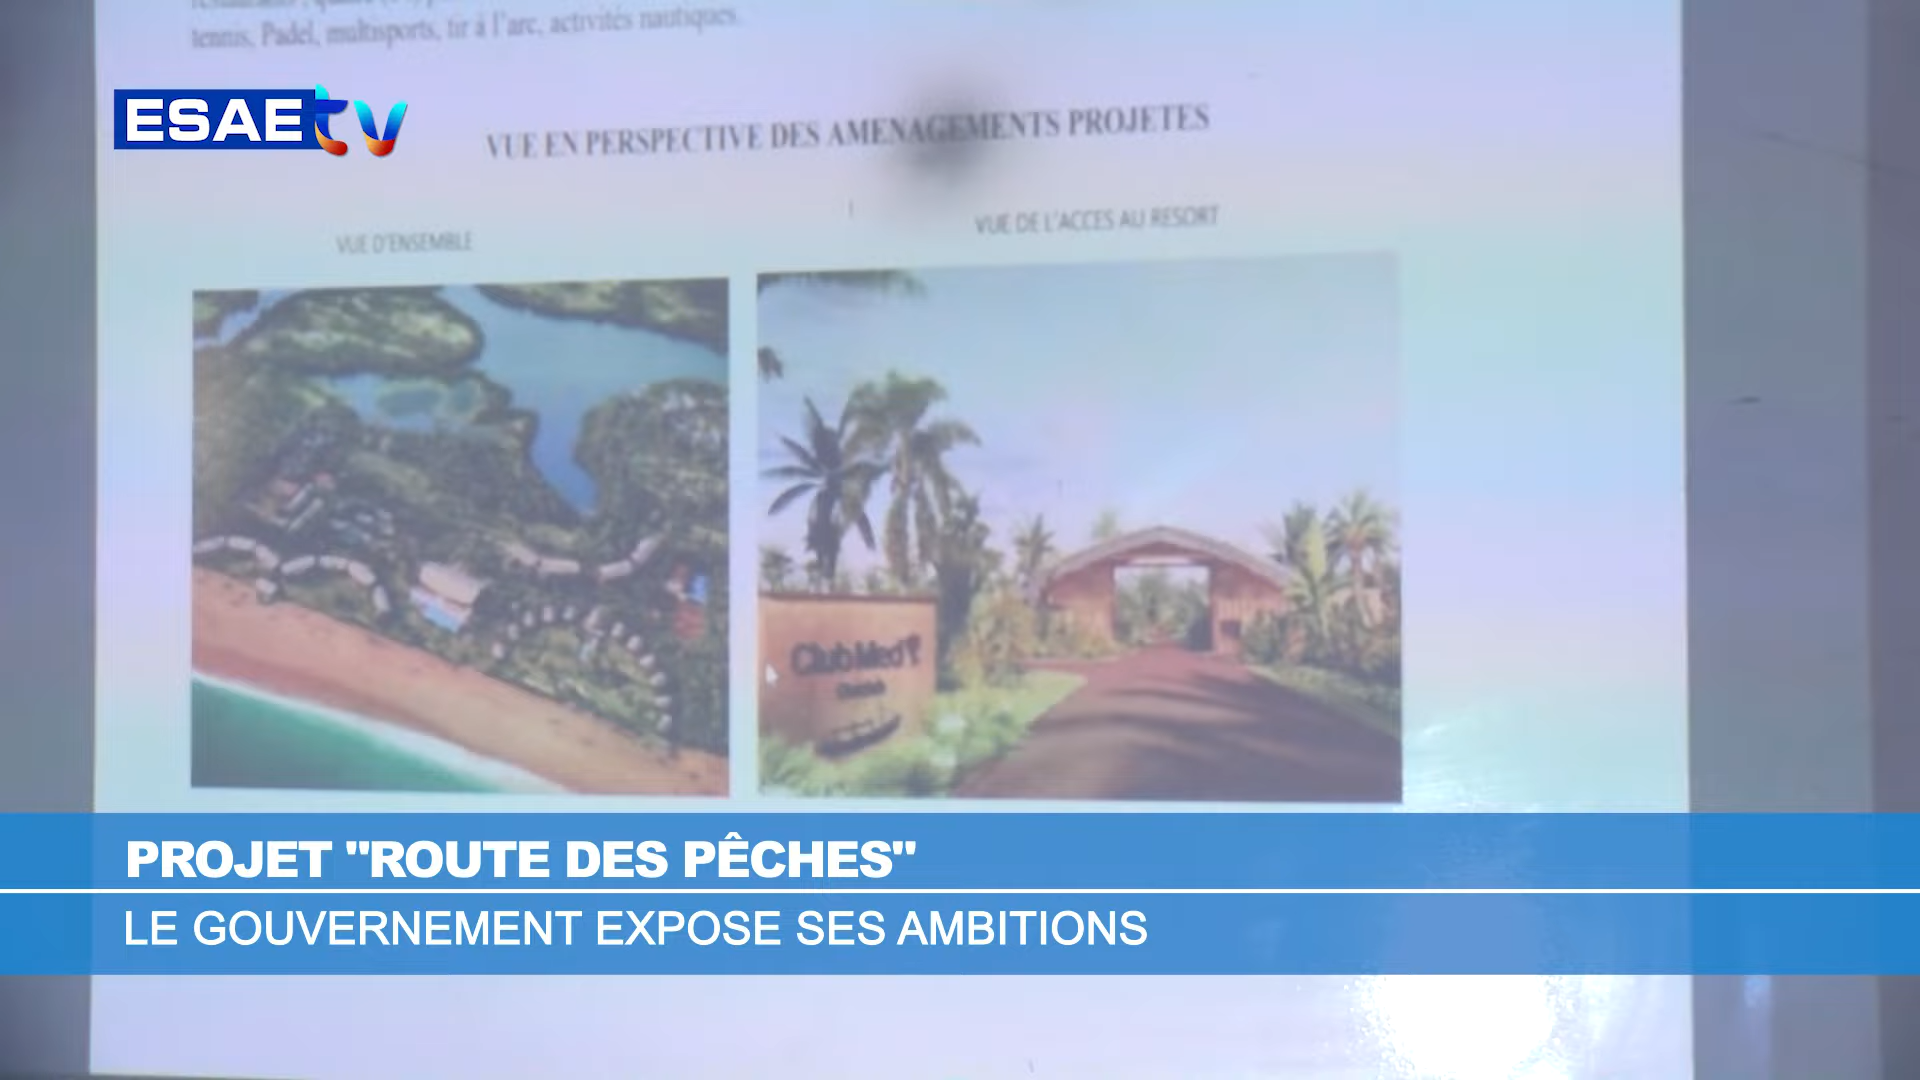 tennis, Padel, multisports, tir à l'arc, activités nautiques.
ESAE tv
VUE EN PERSPECTIVE DES AMENAGEMENTS PROJETES
VUE D'ENSEMBLE
VUE DE L'ACCES AU RESORT
Club Med
PROJET "ROUTE DES PÊCHES"
LE GOUVERNEMENT EXPOSE SES AMBITIONS